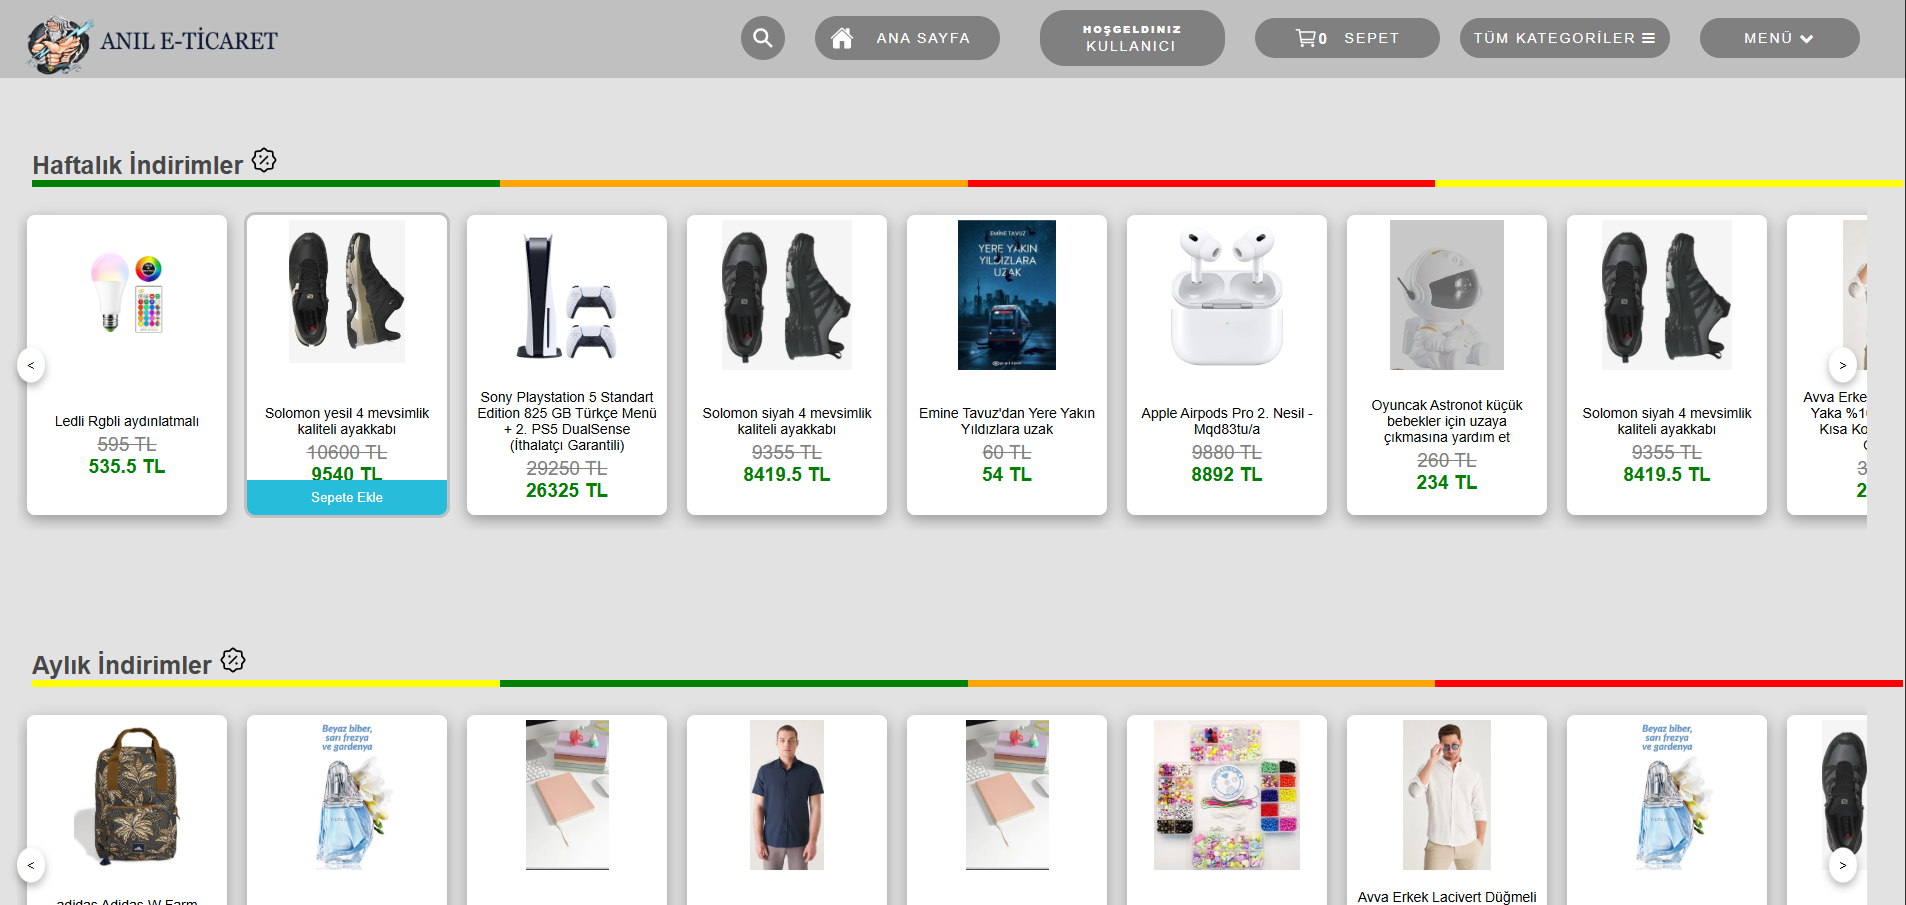 ANIL E-TİCARET
ANA SAYFA
HOŞGELDINIZ
KULLANICI
0 SEPET
TÜM KATEGORİLER
MENÜ
Haftalık İndirimler
<
Ledli Rgbli aydınlatmalı
595 TL
535.5 TL
Solomon yesil 4 mevsimlik
kaliteli ayakkabı
10600 TL
9540 TL
Sepete Ekle
Sony Playstation 5 Standart
Edition 825 GB Türkçe Menü
+ 2. PS5 DualSense
(İthalatçı Garantili)
29250 TL
26325 TL
Solomon siyah 4 mevsimlik
kaliteli ayakkabı
9355 TL
8419.5 TL
EMİNE TAVUZ
YERE YAKIN
YILDIZLARA
UZAK
Emine Tavuz'dan Yere Yakın
Yıldızlara uzak
60 TL
54 TL
Apple Airpods Pro 2. Nesil -
Mqd83tu/a
9880 TL
8892 TL
Oyuncak Astronot küçük
bebekler için uzaya
çıkmasına yardım et
260 TL
234 TL
Solomon siyah 4 mevsimlik
kaliteli ayakkabı
9355 TL
8419.5 TL
>
Avva Erke
Yaka %1
Kısa Ko
3
2
Aylık İndirimler
<
adidas Adidas W Farm
Beyaz biber,
sarı frezya
ve gardenya
Avva Erkek Lacivert Düğmeli
Beyaz biber,
sarı frezya
ve gardenya
>